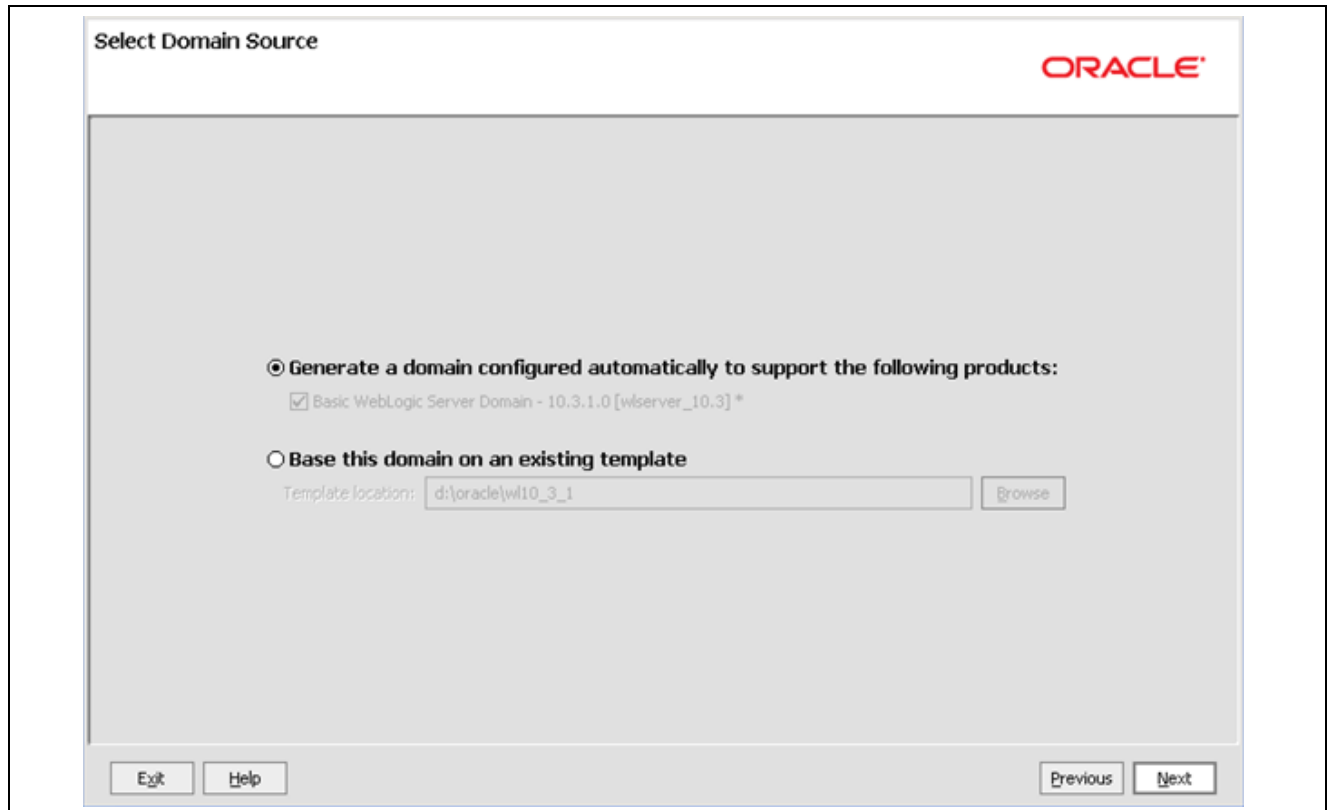 Select Domain Source
ORACLE
Generate a domain configured automatically to support the following products:
Basic WebLogic Server Domain - 10.3.1.0 [wlserver_10.3] *
Base this domain on an existing template
Template location: d:\oracle\wl10_3_1 Browse
Exit Help Previous Next